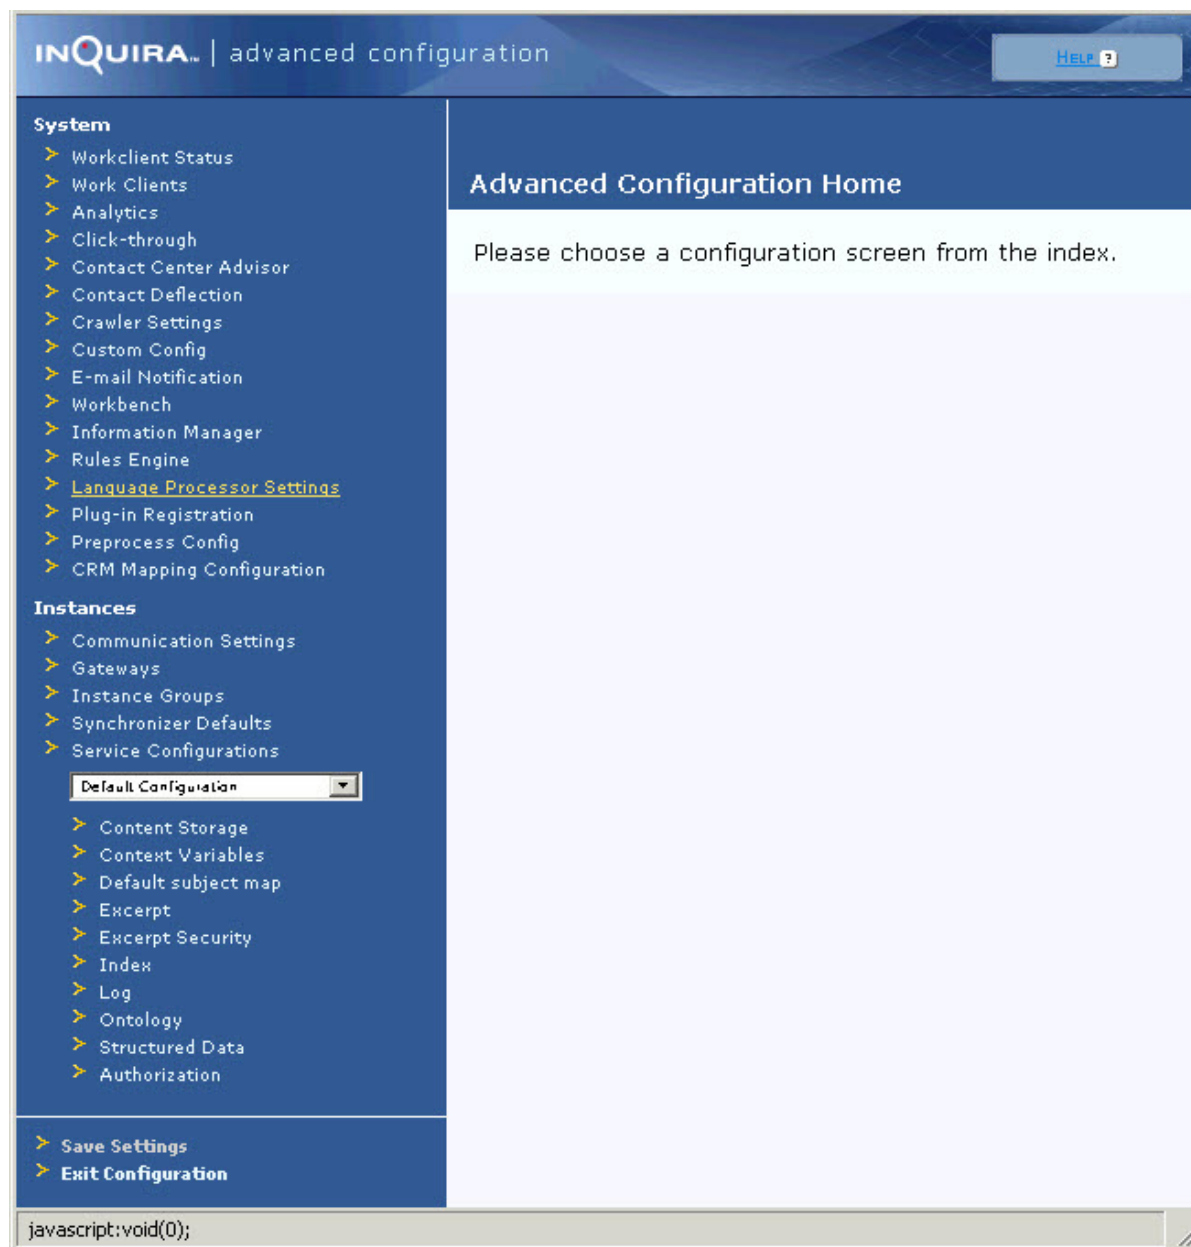 INQUIRA™ | advanced configuration
HELP ?
System
Workclient Status
Work Clients
Analytics
Click-through
Contact Center Advisor
Contact Deflection
Crawler Settings
Custom Config
E-mail Notification
Workbench
Information Manager
Rules Engine
Language Processor Settings
Plug-in Registration
Preprocess Config
CRM Mapping Configuration
Instances
Communication Settings
Gateways
Instance Groups
Synchronizer Defaults
Service Configurations
Default Configuration
Content Storage
Context Variables
Default subject map
Excerpt
Excerpt Security
Index
Log
Ontology
Structured Data
Authorization
Save Settings
Exit Configuration
Advanced Configuration Home
Please choose a configuration screen from the index.
javascript:void(0);